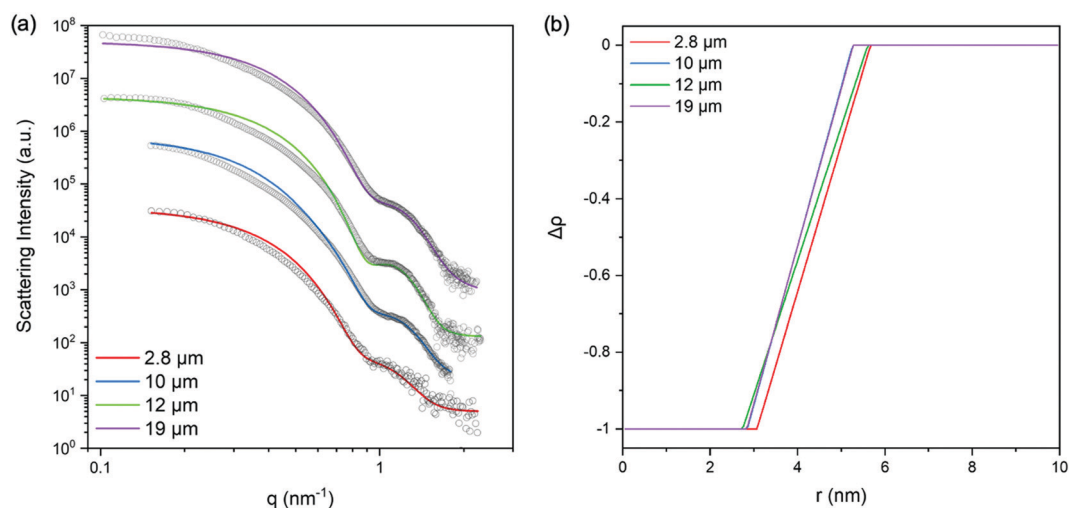 (a)
10⁸
10⁷
10⁶
10⁵
10⁴
10³
10²
10¹
10⁰
Scattering Intensity (a.u.)
2.8 µm
10 µm
12 µm
19 µm
0.1
1
q (nm⁻¹)
(b)
0
-0.2
-0.4
-0.6
-0.8
-1
Δρ
2.8 µm
10 µm
12 µm
19 µm
0
2
4
6
8
10
r (nm)